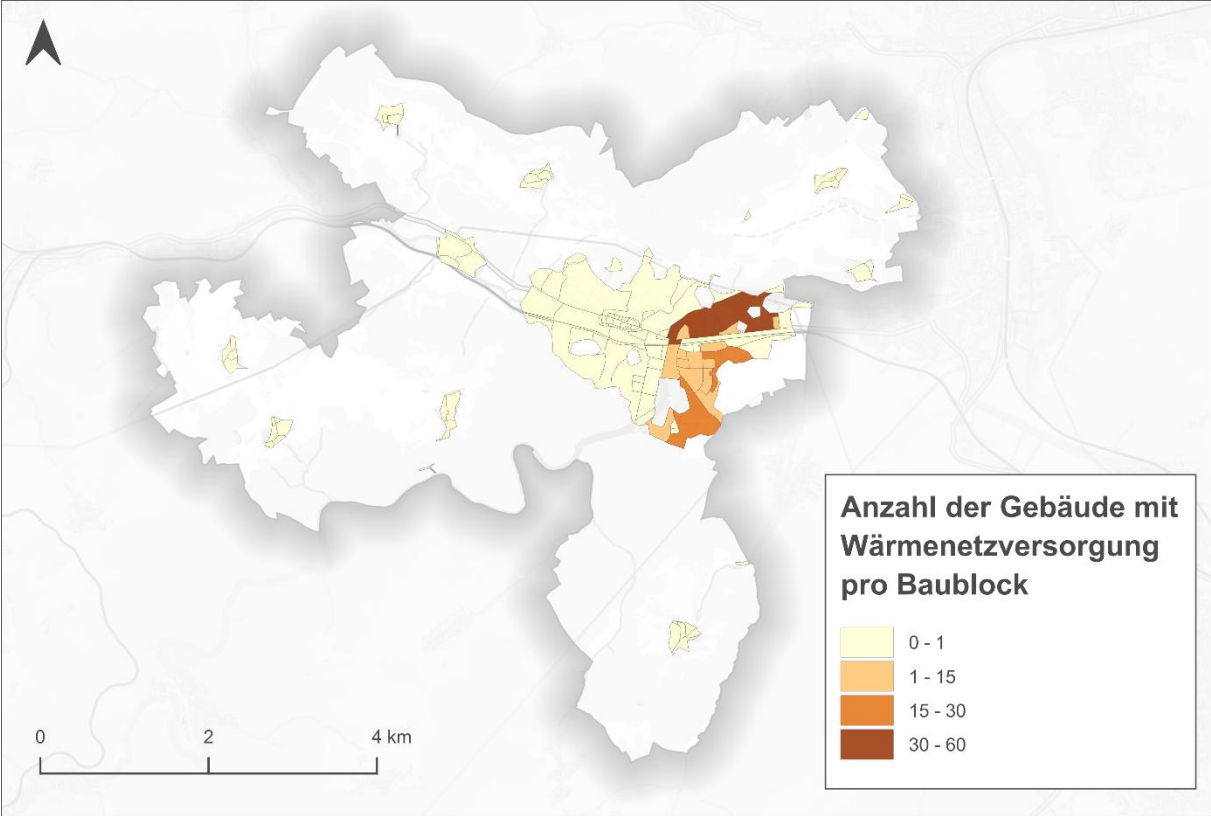 Anzahl der Gebäude mit
Wärmenetzversorgung
pro Baublock
0 - 1
1 - 15
15 - 30
30 - 60
0 2 4 km